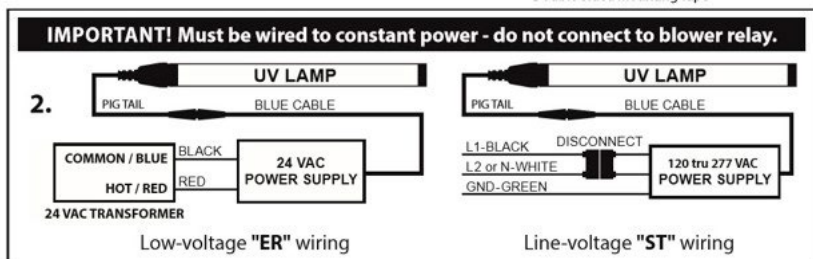 IMPORTANT! Must be wired to constant power - do not connect to blower relay.
2.
UV LAMP
PIG TAIL
BLUE CABLE
COMMON / BLUE
BLACK
HOT / RED
RED
24 VAC
POWER SUPPLY
24 VAC TRANSFORMER
Low-voltage "ER" wiring
UV LAMP
PIG TAIL
BLUE CABLE
L1-BLACK
DISCONNECT
L2 or N-WHITE
GND-GREEN
120 tru 277 VAC
POWER SUPPLY
Line-voltage "ST" wiring